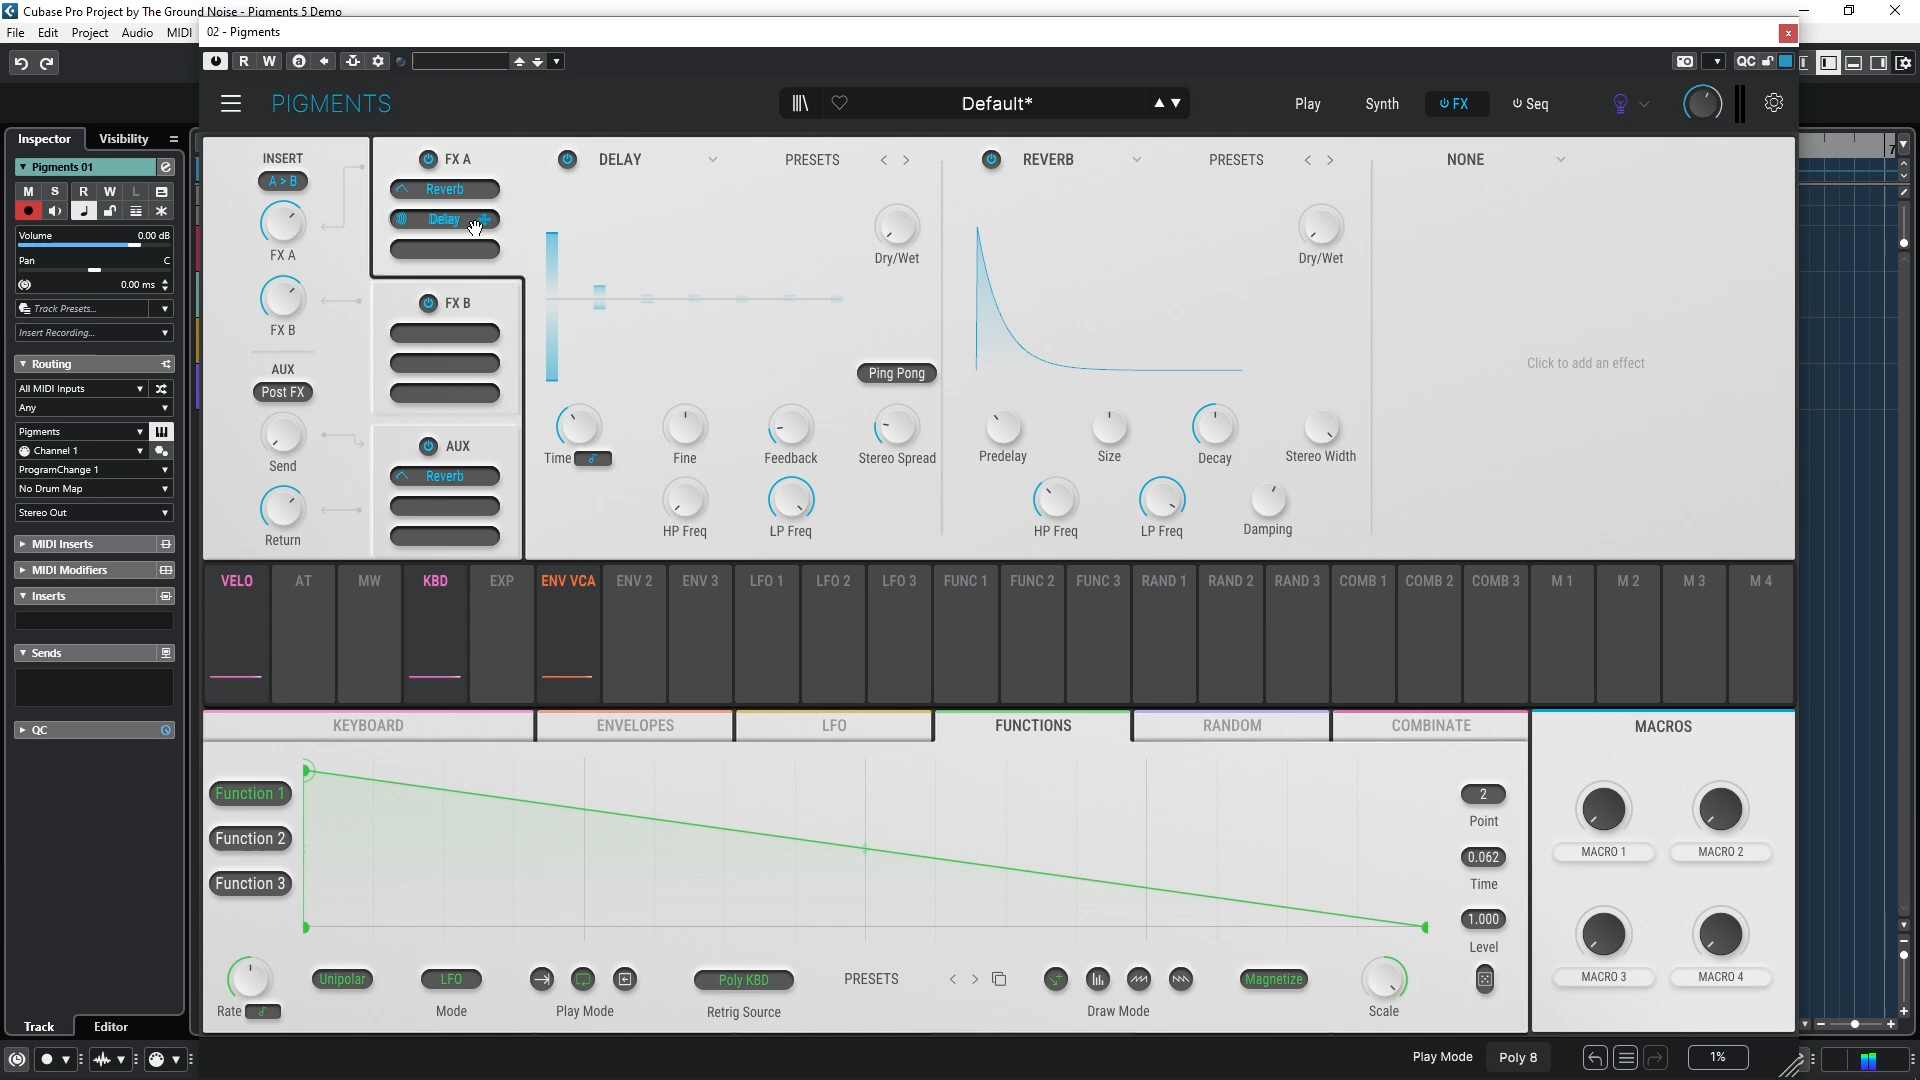 Cubase Pro Project by The Ground Noise - Pigments 5 Demo
File Edit Project Audio MIDI
02 - Pigments
R W
QC
PIGMENTS
Default*
Play Synth FX Seq
Inspector Visibility
Pigments 01
M S R W L
Volume 0.00 dB
Pan C
0.00 ms
Track Presets...
Insert Recording...
Routing
All MIDI Inputs
Any
Pigments
Channel 1
ProgramChange 1
No Drum Map
Stereo Out
MIDI Inserts
MIDI Modifiers
Inserts
Sends
QC
Track Editor
INSERT
A > B
FX A
FX B
AUX
Post FX
Send
Return
FX A
Reverb
Delay
FX B
AUX
Reverb
DELAY PRESETS
Dry/Wet
Ping Pong
Time Fine Feedback Stereo Spread
HP Freq LP Freq
REVERB PRESETS
Dry/Wet
Predelay Size Decay Stereo Width
HP Freq LP Freq Damping
NONE
Click to add an effect
7
VELO AT MW KBD EXP ENV VCA ENV 2 ENV 3 LFO 1 LFO 2 LFO 3 FUNC 1 FUNC 2 FUNC 3 RAND 1 RAND 2 RAND 3 COMB 1 COMB 2 COMB 3 M 1 M 2 M 3 M 4
KEYBOARD ENVELOPES LFO FUNCTIONS RANDOM COMBINATE MACROS
Function 1
Function 2
Function 3
2
Point
0.062
Time
1.000
Level
Rate
Unipolar
LFO
Mode
Play Mode
Poly KBD
Retrig Source
PRESETS
Draw Mode
Magnetize
Scale
MACRO 1 MACRO 2
MACRO 3 MACRO 4
Play Mode Poly 8
1%